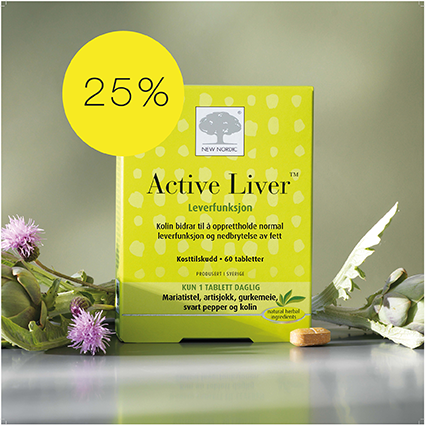 25%
NEW NORDIC
®
Active Liver™
Leverfunksjon
Kolin bidrar til å opprettholde normal
leverfunksjon og nedbrytelse av fett
Kosttilskudd • 60 tabletter
PRODUSERT I SVERIGE
KUN 1 TABLETT DAGLIG
Mariatistel, artisjokk, gurkemeie,
svart pepper og kolin
natural herbal
ingredients